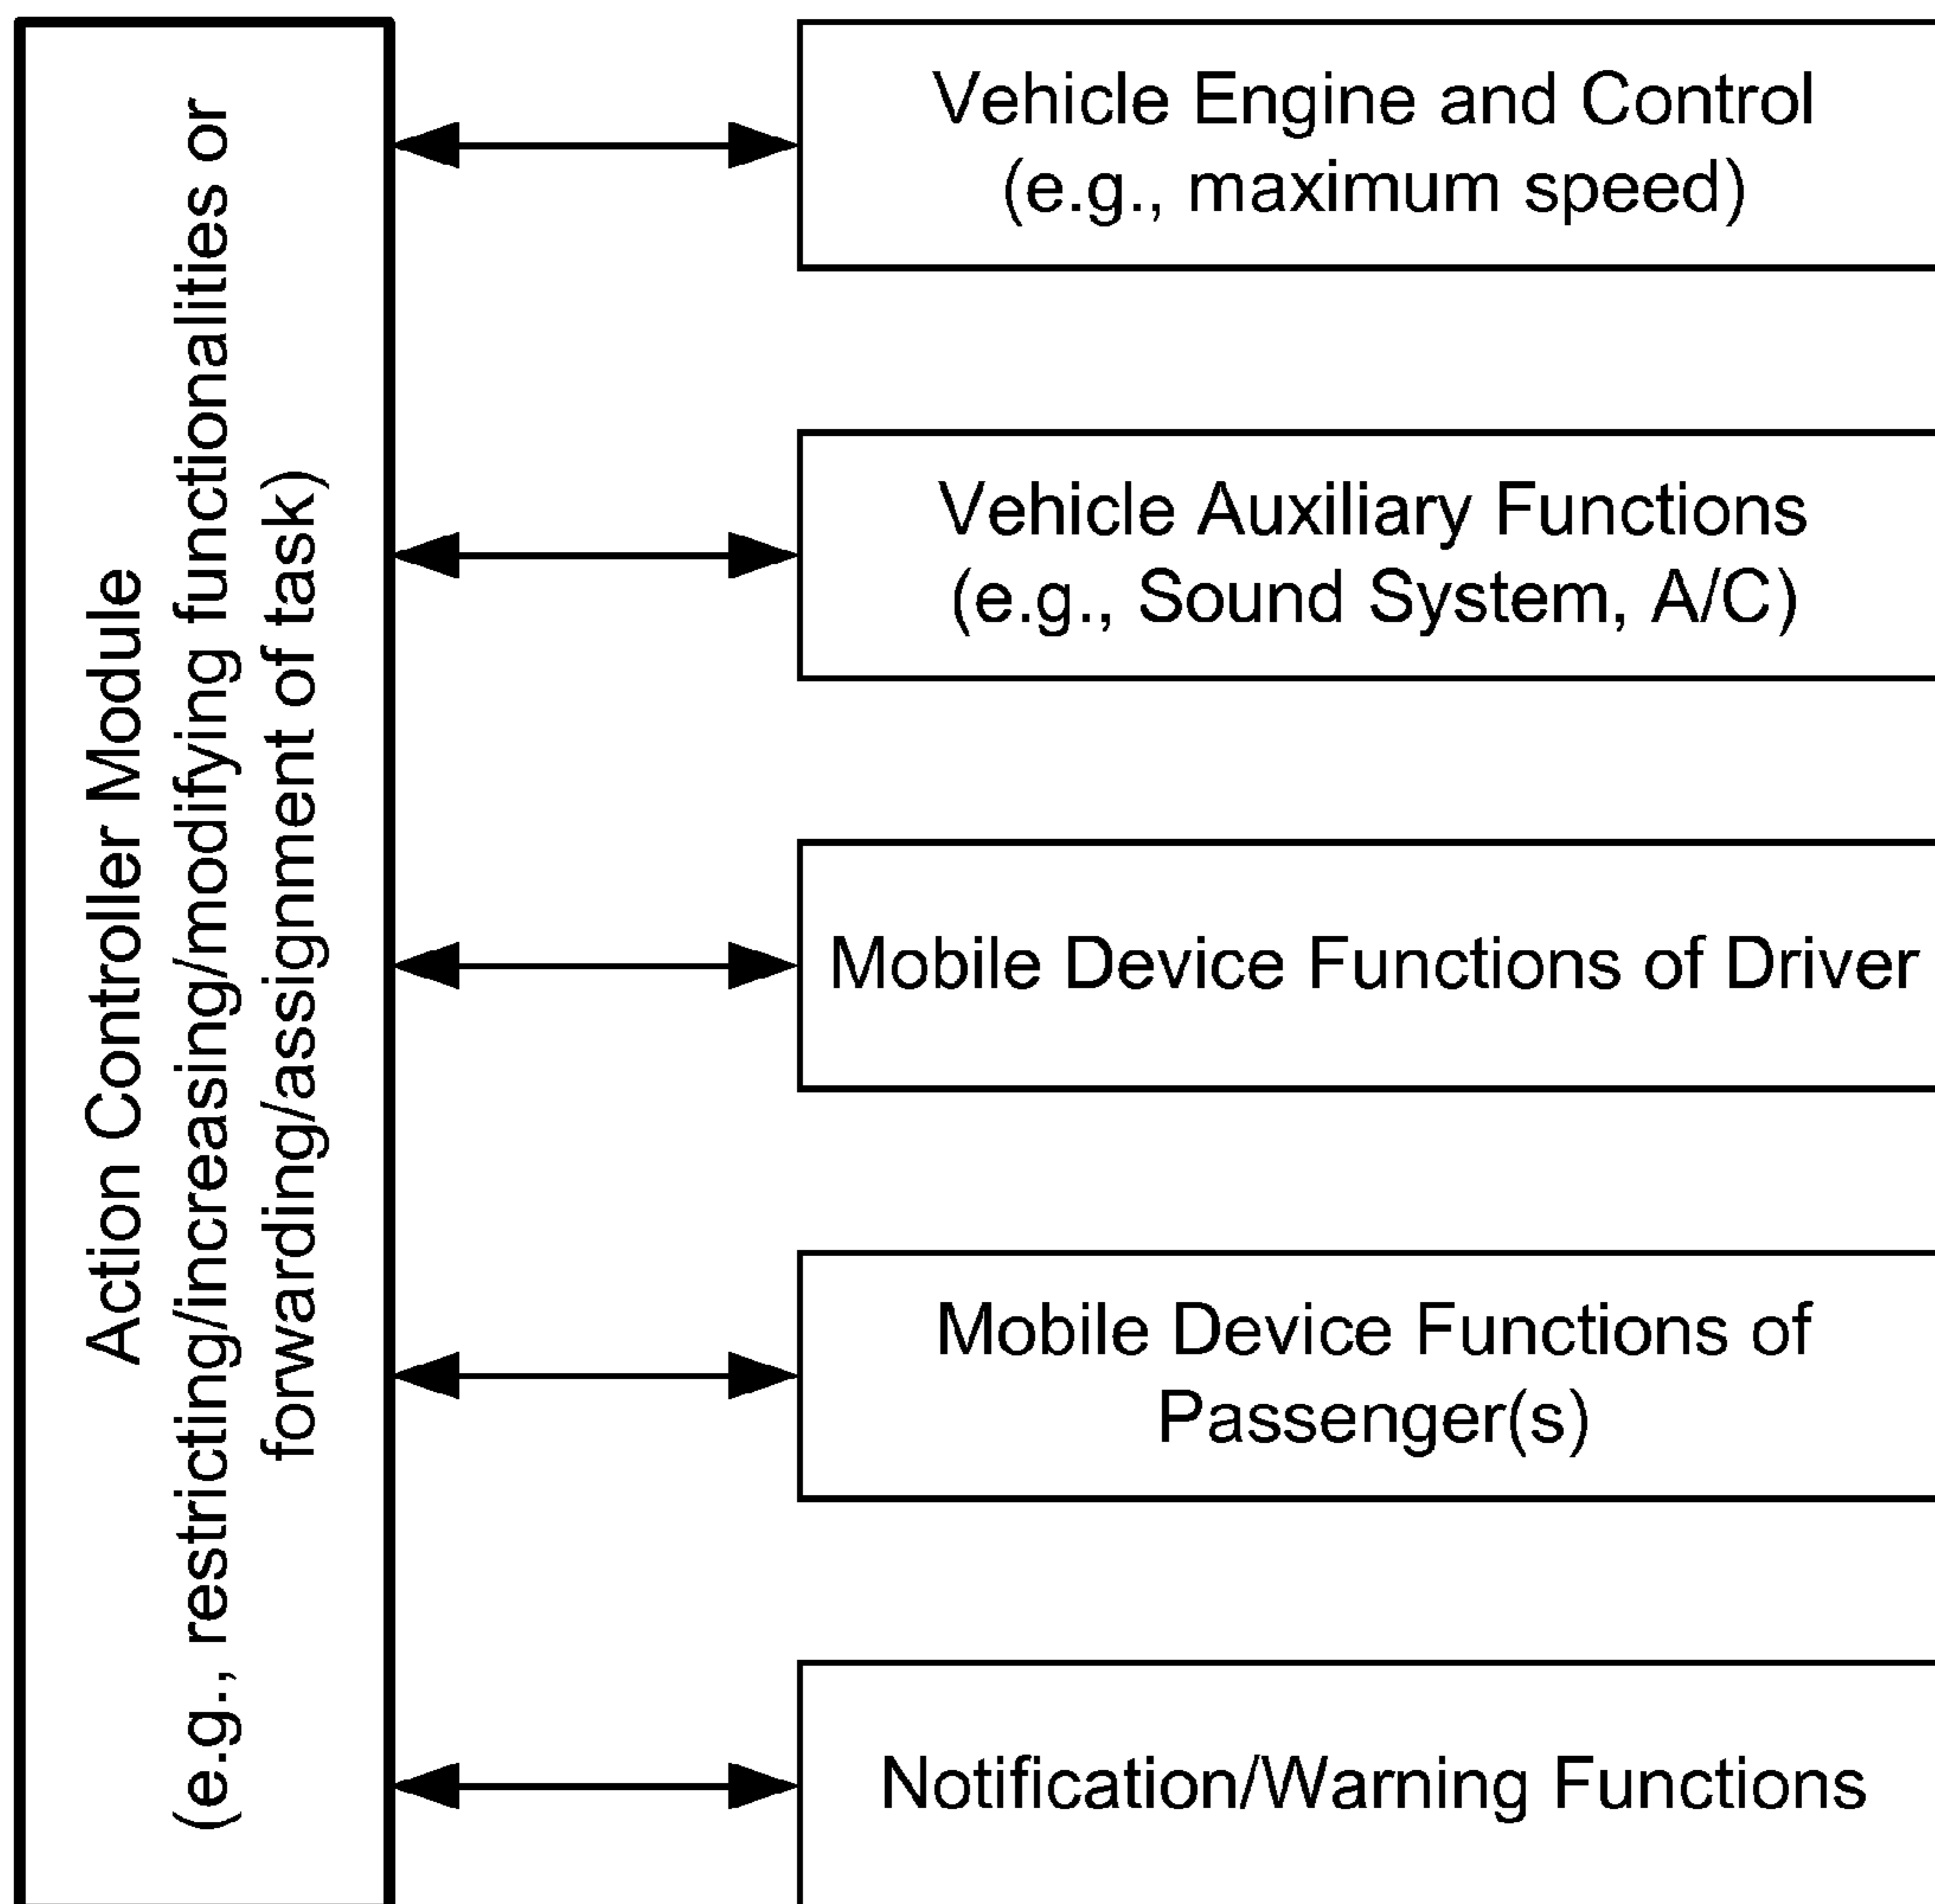 Action Controller Module
(e.g., restricting/increasing/modifying functionalities or
forwarding/assignment of task)
Vehicle Engine and Control
(e.g., maximum speed)
Vehicle Auxiliary Functions
(e.g., Sound System, A/C)
Mobile Device Functions of Driver
Mobile Device Functions of
Passenger(s)
Notification/Warning Functions